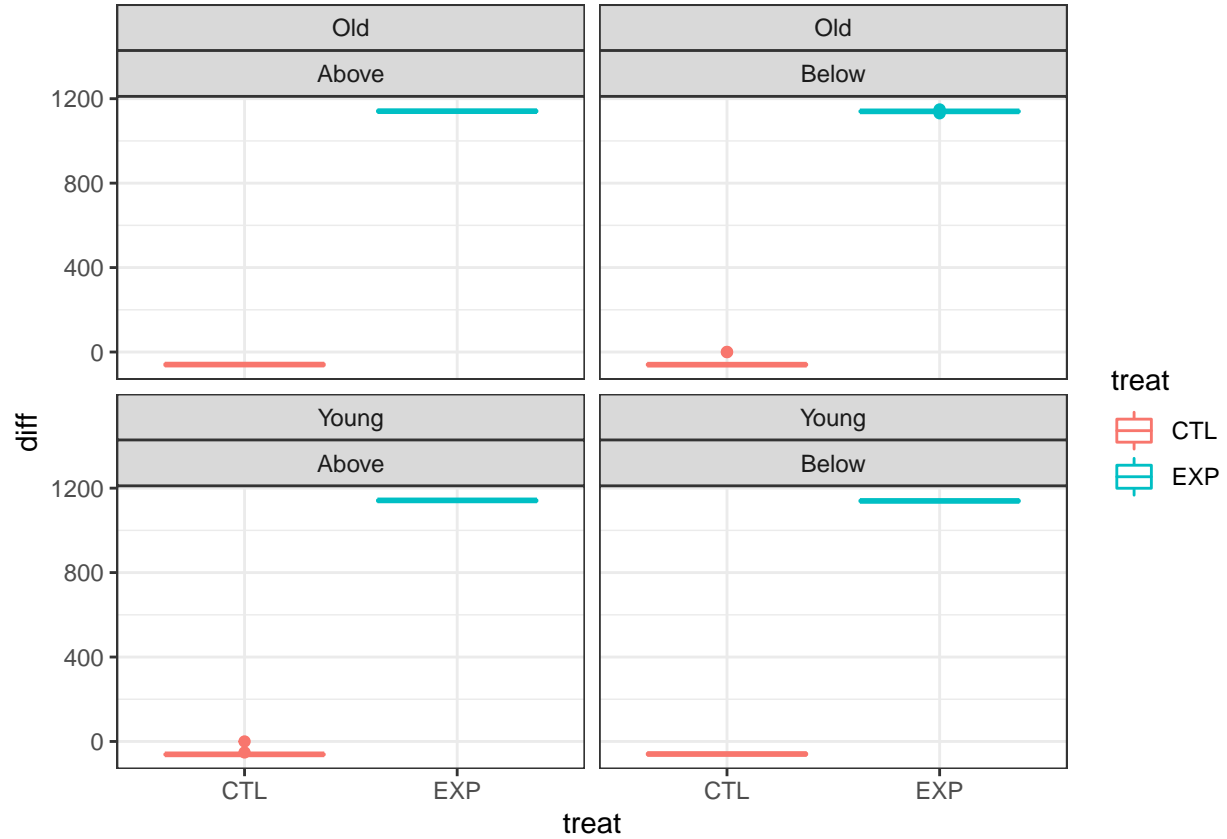 Old
Old
Above
Below
1200
800
400
0
Young
Young
Above
Below
1200
800
400
0
CTL
EXP
CTL
EXP
treat
diff
treat
CTL
EXP